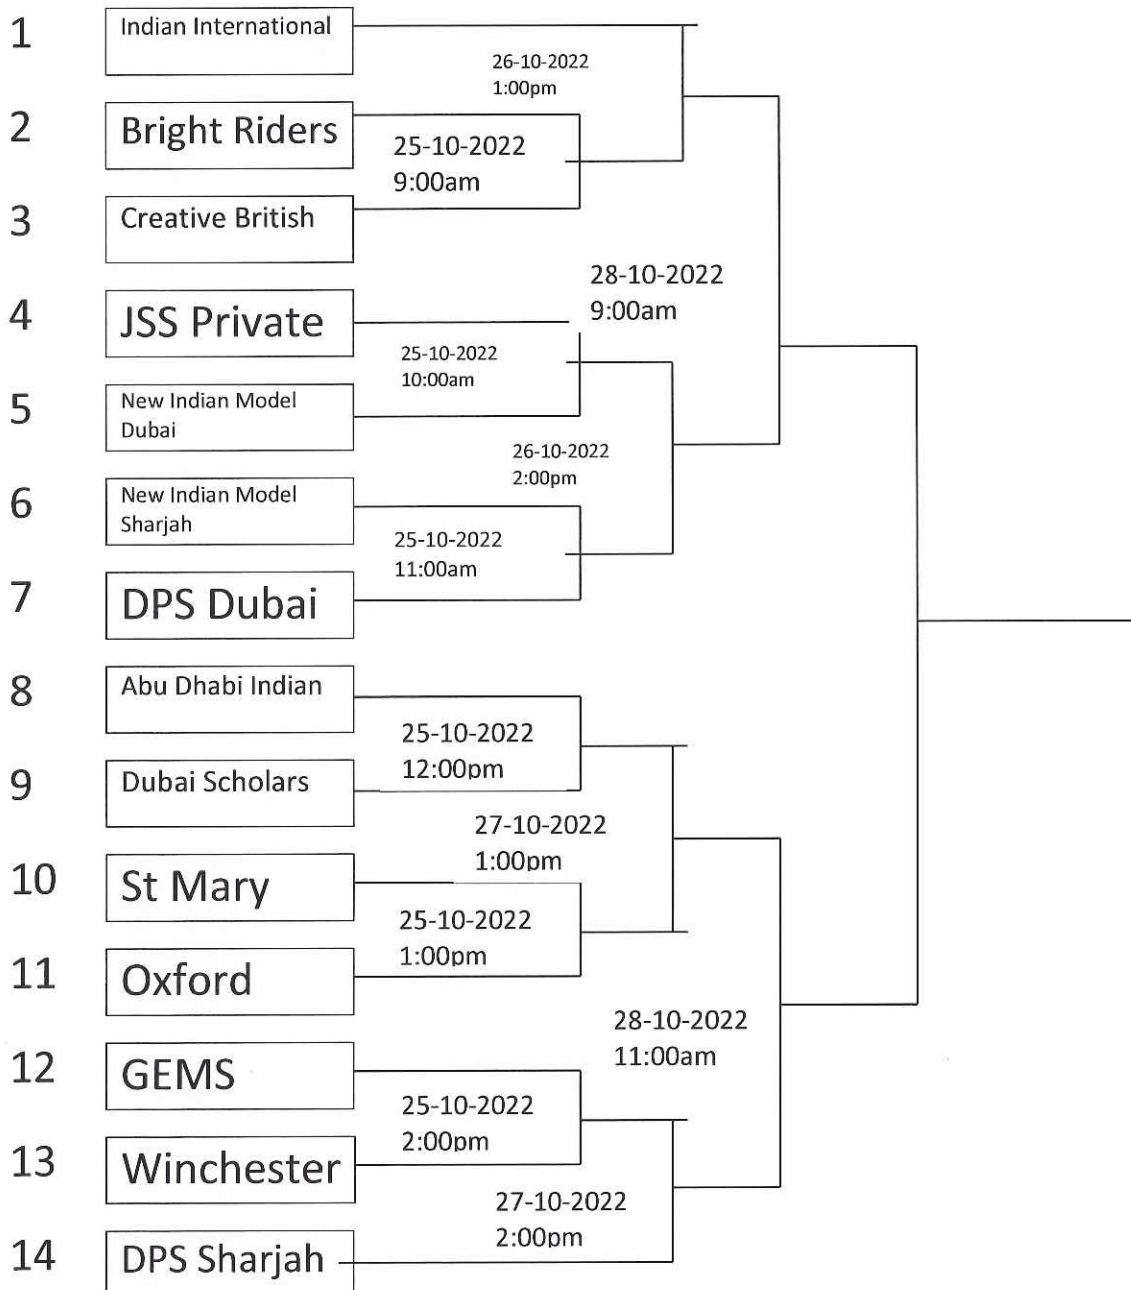 1
Indian International
26-10-2022
1:00pm
2
Bright Riders
25-10-2022
9:00am
3
Creative British
28-10-2022
9:00am
4
JSS Private
25-10-2022
10:00am
5
New Indian Model
Dubai
26-10-2022
2:00pm
6
New Indian Model
Sharjah
25-10-2022
11:00am
7
DPS Dubai
8
Abu Dhabi Indian
25-10-2022
12:00pm
9
Dubai Scholars
27-10-2022
1:00pm
10
St Mary
25-10-2022
1:00pm
11
Oxford
28-10-2022
11:00am
12
GEMS
25-10-2022
2:00pm
13
Winchester
27-10-2022
2:00pm
14
DPS Sharjah